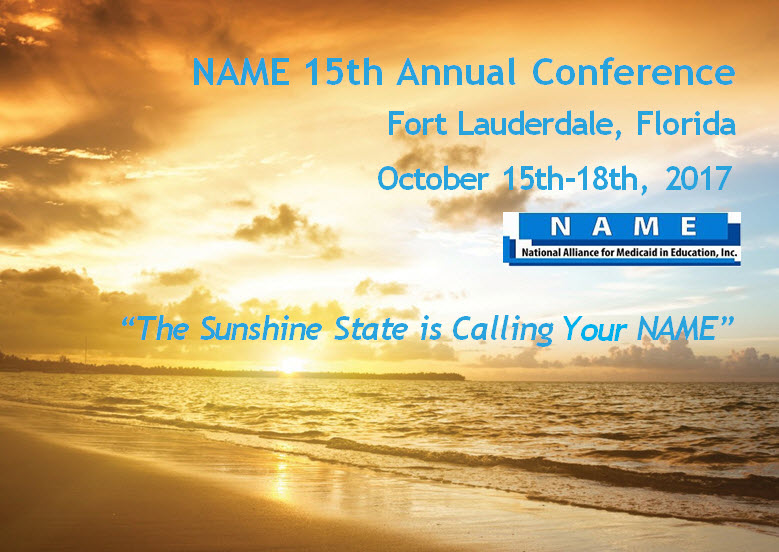 NAME 15th Annual Conference
Fort Lauderdale, Florida
October 15th-18th, 2017
N A M E
National Alliance for Medicaid in Education, Inc.
“The Sunshine State is Calling Your NAME”